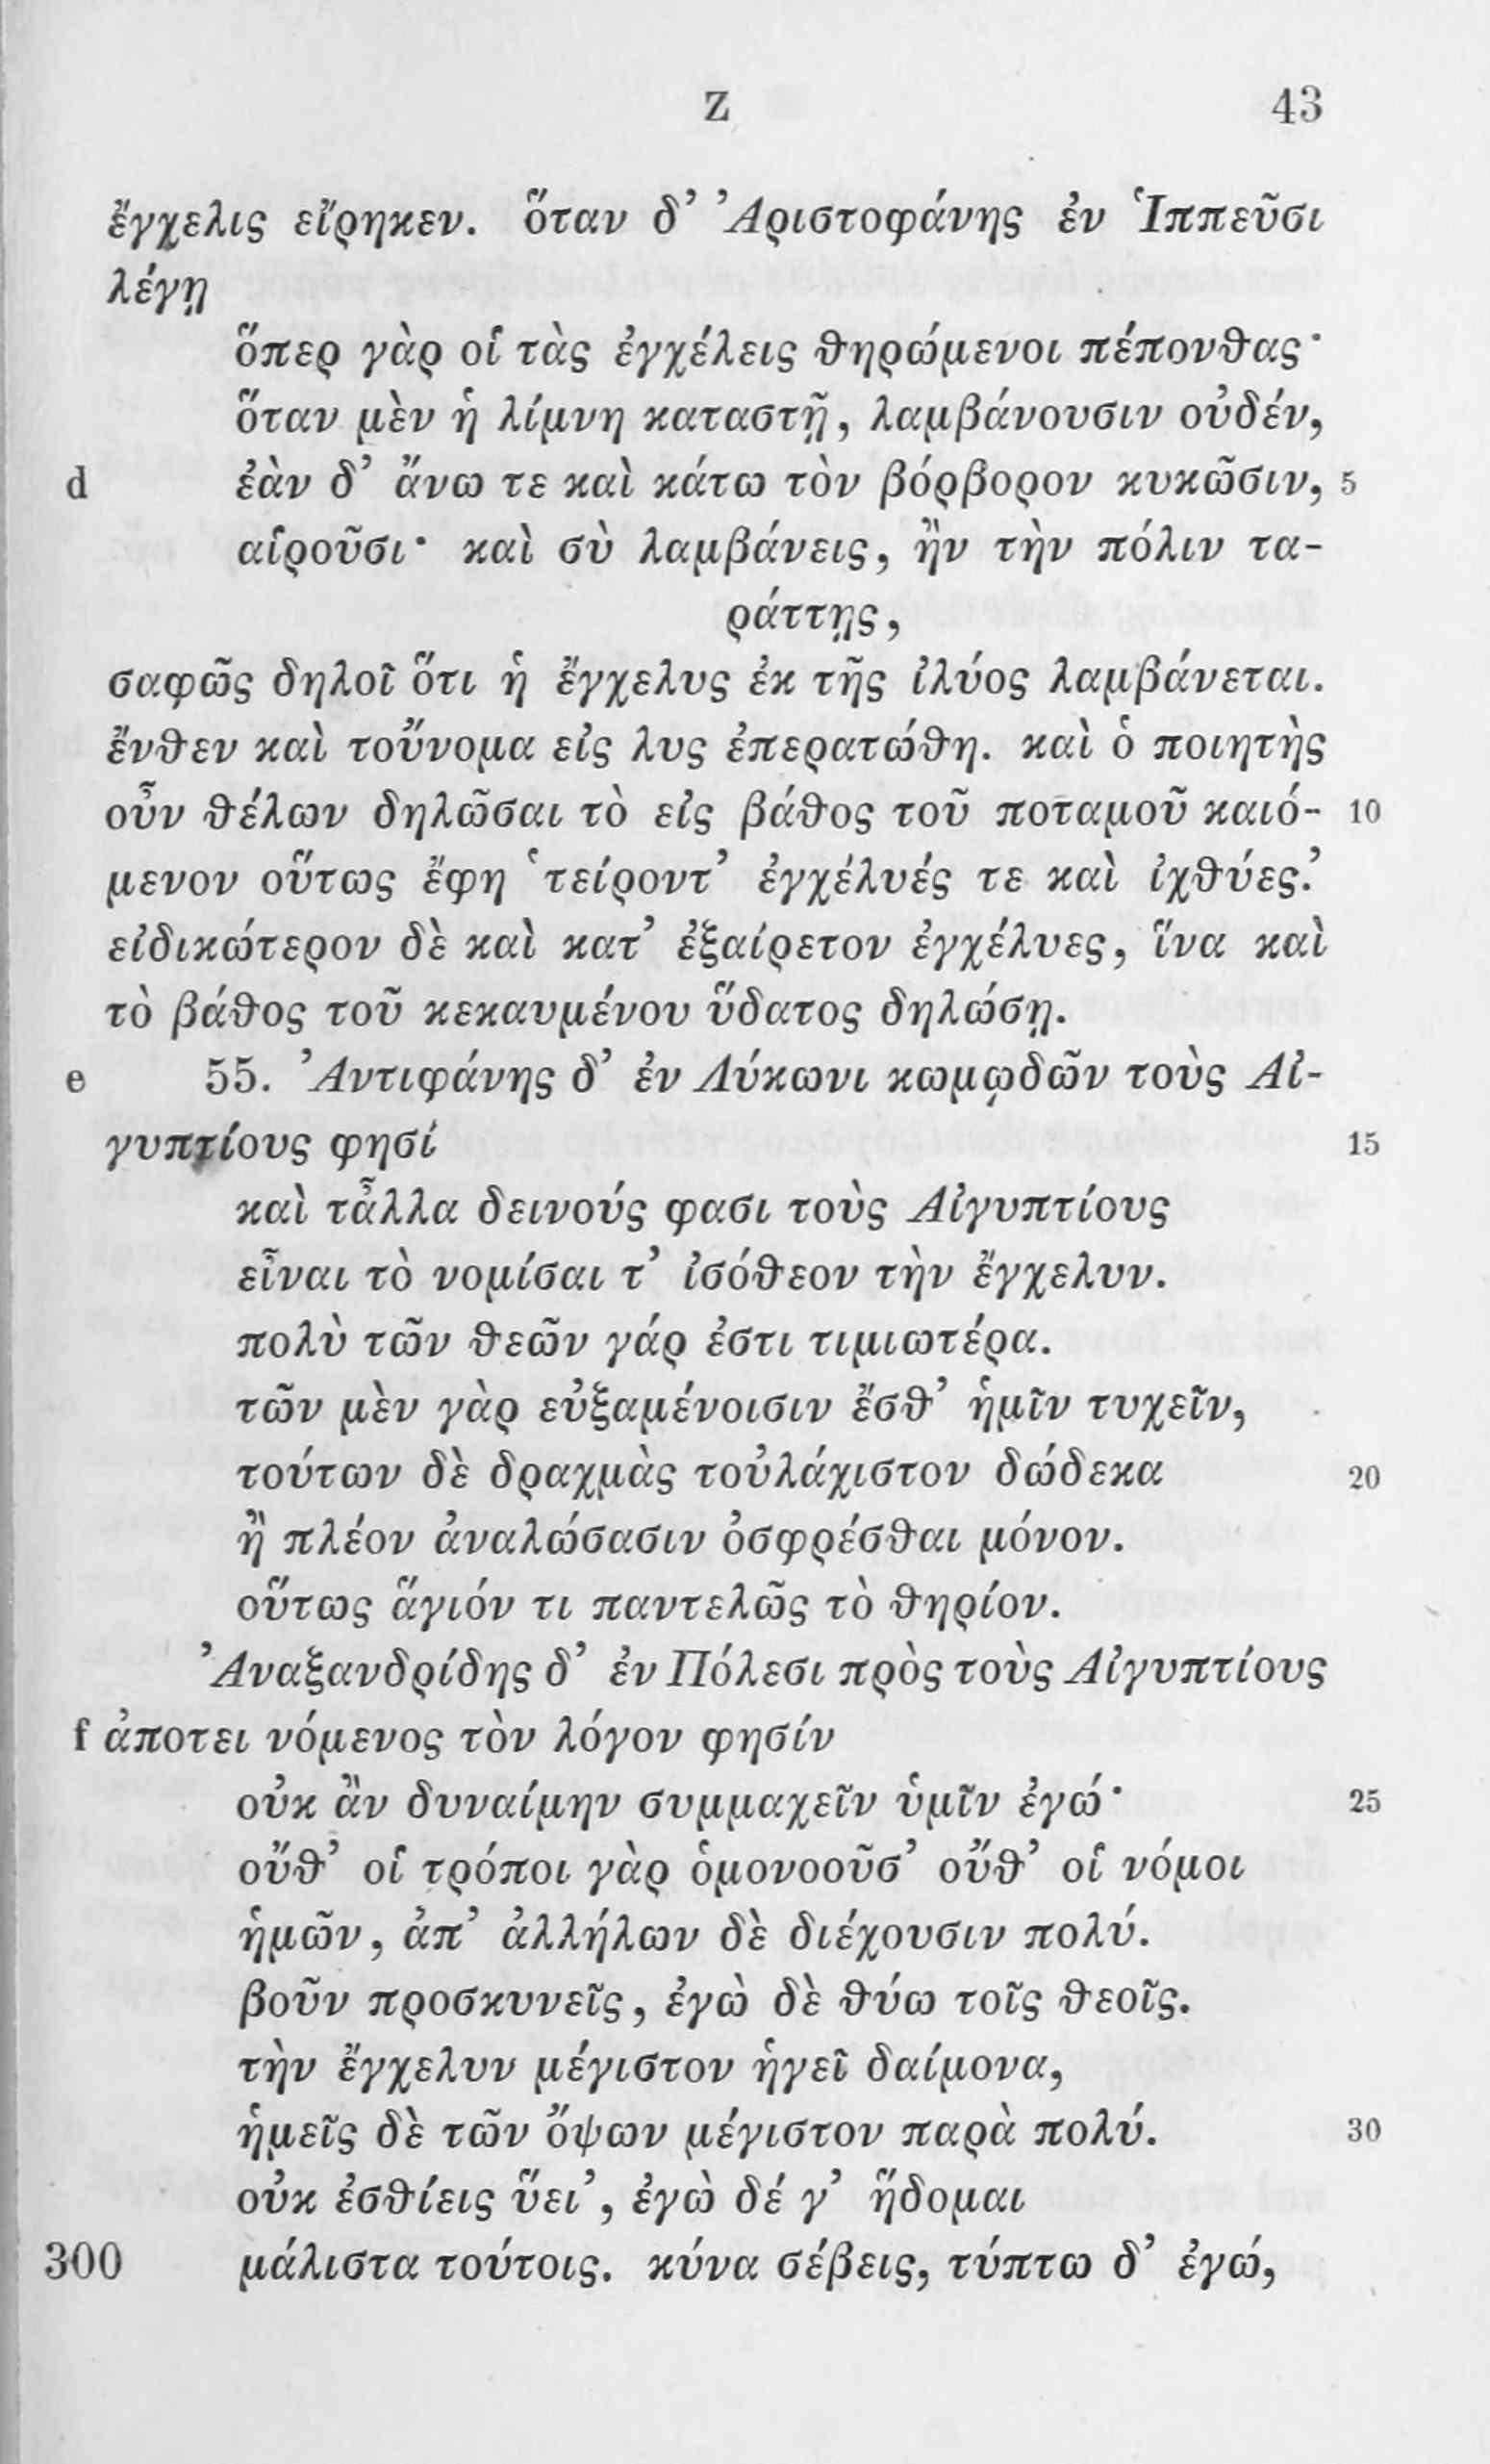 Z 43
ἔγχελις εἴρηκεν. ὅταν δ’ Ἀριστοφάνης ἐν Ἱππεῦσι
λέγῃ
ὅπερ γὰρ οἱ τὰς ἐγχέλεις θηρώμενοι πέπονθας·
ὅταν μὲν ἡ λίμνη καταστῇ, λαμβάνουσιν οὐδέν,
d ἐὰν δ’ ἄνω τε καὶ κάτω τὸν βόρβορον κυκῶσιν, 5
αἱροῦσι· καὶ σὺ λαμβάνεις, ἢν τὴν πόλιν τα-
ράττῃς,
σαφῶς δηλοῖ ὅτι ἡ ἔγχελυς ἐκ τῆς ἰλύος λαμβάνεται.
ἔνθεν καὶ τοὔνομα εἰς λυς ἐπερατώθη. καὶ ὁ ποιητὴς
οὖν θέλων δηλῶσαι τὸ εἰς βάθος τοῦ ποταμοῦ καιό- 10
μενον οὕτως ἔφη ‘τείροντ’ ἐγχέλυές τε καὶ ἰχθύες.’
εἰδικώτερον δὲ καὶ κατ’ ἐξαίρετον ἐγχέλυες, ἵνα καὶ
τὸ βάθος τοῦ κεκαυμένου ὕδατος δηλώσῃ.
e 55. Ἀντιφάνης δ’ ἐν Λύκωνι κωμῳδῶν τοὺς Αἰ-
γυπτίους φησί 15
καὶ τἆλλα δεινούς φασι τοὺς Αἰγυπτίους
εἶναι τὸ νομίσαι τ’ ἰσόθεον τὴν ἔγχελυν.
πολὺ τῶν θεῶν γάρ ἐστι τιμιωτέρα.
τῶν μὲν γὰρ εὐξαμένοισιν ἔσθ’ ἡμῖν τυχεῖν,
τούτων δὲ δραχμὰς τοὐλάχιστον δώδεκα 20
ἢ πλέον ἀναλώσασιν ὀσφρέσθαι μόνον.
οὕτως ἅγιόν τι παντελῶς τὸ θηρίον.
Ἀναξανδρίδης δ’ ἐν Πόλεσι πρὸς τοὺς Αἰγυπτίους
f ἀποτει νόμενος τὸν λόγον φησίν
οὐκ ἂν δυναίμην συμμαχεῖν ὑμῖν ἐγώ· 25
οὔθ’ οἱ τρόποι γὰρ ὁμονοοῦσ’ οὔθ’ οἱ νόμοι
ἡμῶν, ἀπ’ ἀλλήλων δὲ διέχουσιν πολύ.
βοῦν προσκυνεῖς, ἐγὼ δὲ θύω τοῖς θεοῖς.
τὴν ἔγχελυν μέγιστον ἡγεῖ δαίμονα,
ἡμεῖς δὲ τῶν ὄψων μέγιστον παρὰ πολύ. 30
οὐκ ἐσθίεις ὕει’, ἐγὼ δέ γ’ ἥδομαι
300 μάλιστα τούτοις. κύνα σέβεις, τύπτω δ’ ἐγώ,